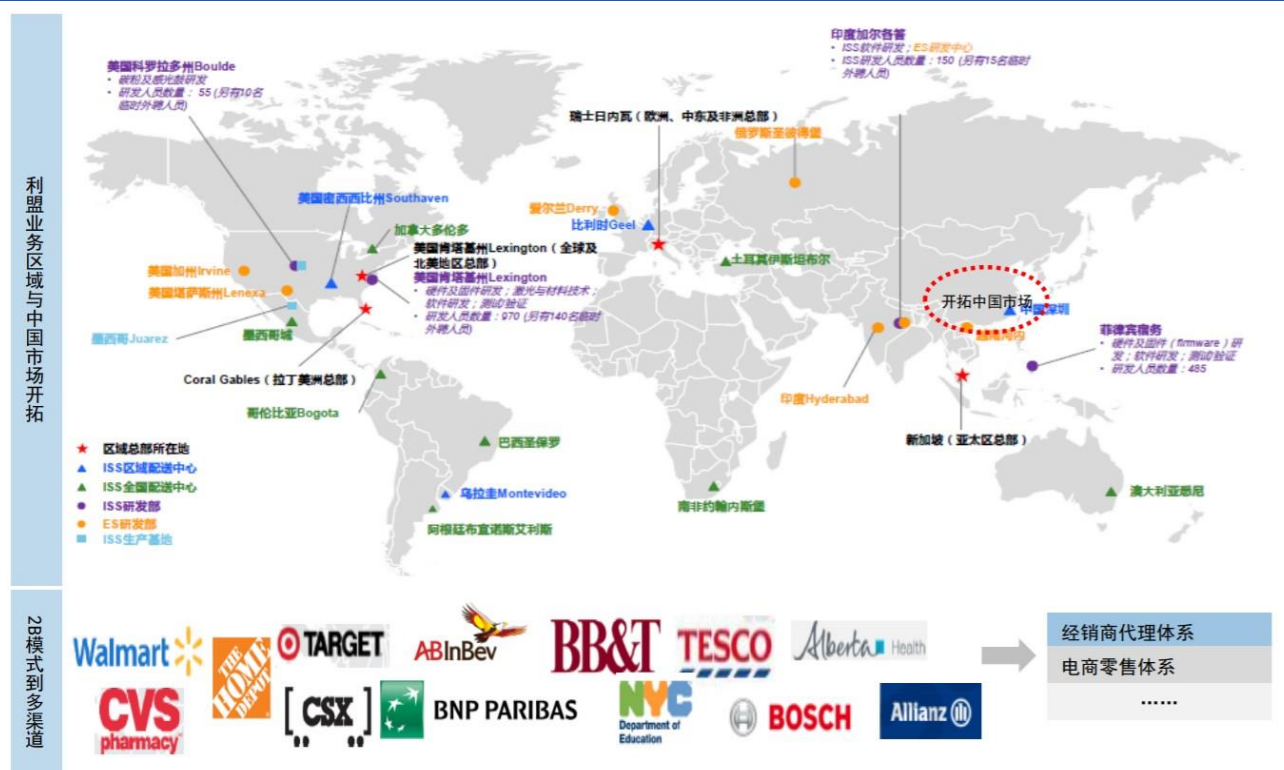 利盟业务区域与中国市场开拓
印度加尔各答
• ISS软件研发；ES研发中心
• ISS研发人员数量：150 (另有15名临时
外聘人员)
美国科罗拉多州Boulde
• 碳粉及感光鼓研发
• 研发人员数量： 55 (另有10名
临时外聘人员)
瑞士日内瓦（欧洲、中东及非洲总部）
俄罗斯圣彼得堡
美国密西西比州Southaven
爱尔兰Derry
比利时Geel
加拿大多伦多
美国肯塔基州Lexington（全球及
北美地区总部）
土耳其伊斯坦布尔
美国加州Irvine
美国肯塔基州Lexington
• 硬件及固件研发；激光与材料技术；
软件研发；测试/验证
• 研发人员数量：970 (另有140名临时
外聘人员)
美国堪萨斯州Lenexa
开拓中国市场
中国深圳
墨西哥Juarez
墨西哥城
菲律宾宿务
• 硬件及固件（firmware）研
发；软件研发；测试/验证
• 研发人员数量：485
Coral Gables（拉丁美洲总部）
印度Hyderabad
哥伦比亚Bogota
新加坡（亚太区总部）
巴西圣保罗
区域总部所在地
ISS区域配送中心
ISS全国配送中心
ISS研发部
ES研发部
ISS生产基地
乌拉圭Montevideo
阿根廷布宜诺斯艾利斯
南非约翰内斯堡
澳大利亚悉尼
2B模式到多渠道
Walmart
THE HOME DEPOT
TARGET
ABInBev
BB&T
TESCO
Alberta Health
CVS
pharmacy
CSX
BNP PARIBAS
NYC
Department of
Education
BOSCH
Allianz
经销商代理体系
电商零售体系
……